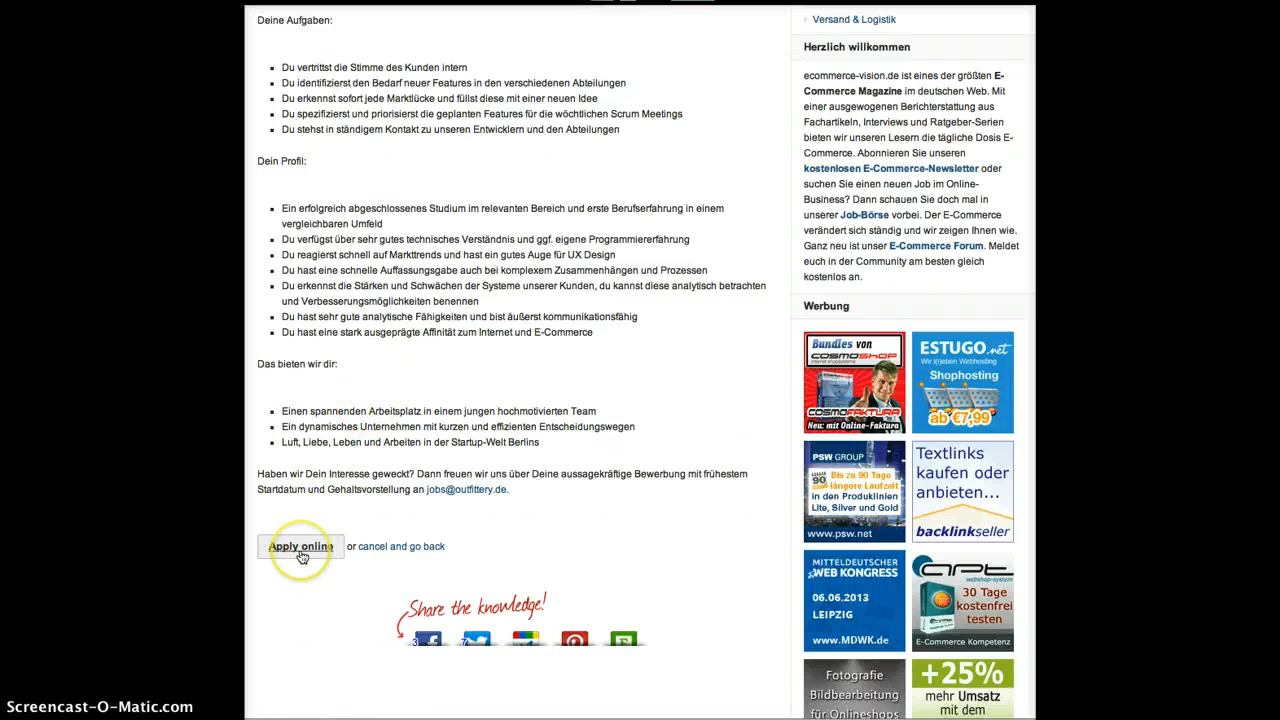 Deine Aufgaben:
Du vertrittst die Stimme des Kunden intern
Du identifizierst den Bedarf neuer Features in den verschiedenen Abteilungen
Du erkennst sofort jede Marktlücke und füllst diese mit einer neuen Idee
Du spezifizierst und priorisierst die geplanten Features für die wöchtlichen Scrum Meetings
Du stehst in ständigem Kontakt zu unseren Entwicklern und den Abteilungen
Dein Profil:
Ein erfolgreich abgeschlossenes Studium im relevanten Bereich und erste Berufserfahrung in einem
vergleichbaren Umfeld
Du verfügst über sehr gutes technisches Verständnis und ggf. eigene Programmiererfahrung
Du reagierst schnell auf Markttrends und hast ein gutes Auge für UX Design
Du hast eine schnelle Auffassungsgabe auch bei komplexem Zusammenhängen und Prozessen
Du erkennst die Stärken und Schwächen der Systeme unserer Kunden, du kannst diese analytisch betrachten
und Verbesserungsmöglichkeiten benennen
Du hast sehr gute analytische Fähigkeiten und bist äußerst kommunikationsfähig
Du hast eine stark ausgeprägte Affinität zum Internet und E-Commerce
Das bieten wir dir:
Einen spannenden Arbeitsplatz in einem jungen hochmotivierten Team
Ein dynamisches Unternehmen mit kurzen und effizienten Entscheidungswegen
Luft, Liebe, Leben und Arbeiten in der Startup-Welt Berlins
Haben wir Dein Interesse geweckt? Dann freuen wir uns über Deine aussagekräftige Bewerbung mit frühestem
Startdatum und Gehaltsvorstellung an jobs@outfittery.de.
Apply online or cancel and go back
Share the knowledge!
Versand & Logistik
Herzlich willkommen
ecommerce-vision.de ist eines der größten E-
Commerce Magazine im deutschen Web. Mit
einer ausgewogenen Berichterstattung aus
Fachartikeln, Interviews und Ratgeber-Serien
bieten wir unseren Lesern die tägliche Dosis E-
Commerce. Abonnieren Sie unseren
kostenlosen E-Commerce-Newsletter oder
suchen Sie einen neuen Job im Online-
Business? Dann schauen Sie doch mal in
unserer Job-Börse vorbei. Der E-Commerce
verändert sich ständig und wir zeigen Ihnen wie.
Ganz neu ist unser E-Commerce Forum. Meldet
euch in der Community am besten gleich
kostenlos an.
Werbung
Bundles von
COSMOSHOP
COSMOFAKTURA
Neu: mit Online-Faktura
ESTUGO.net
Wir l(i)eben Webhosting
Shophosting
ab €7,99
PSW GROUP
90
Bis zu 90 Tage
längere Laufzeit
in den Produklinien
Lite, Silver und Gold
www.psw.net
Textlinks
kaufen oder
anbieten...
backlinkseller
MITTELDEUTSCHER
WEB KONGRESS
06.06.2013
LEIPZIG
www.MDWK.de
apt
webshop-system
30 Tage
kostenfrei
testen
E-Commerce Kompetenz
Fotografie
Bildbearbeitung
für Onlineshops
+25%
mehr Umsatz
mit dem
Screencast-O-Matic.com